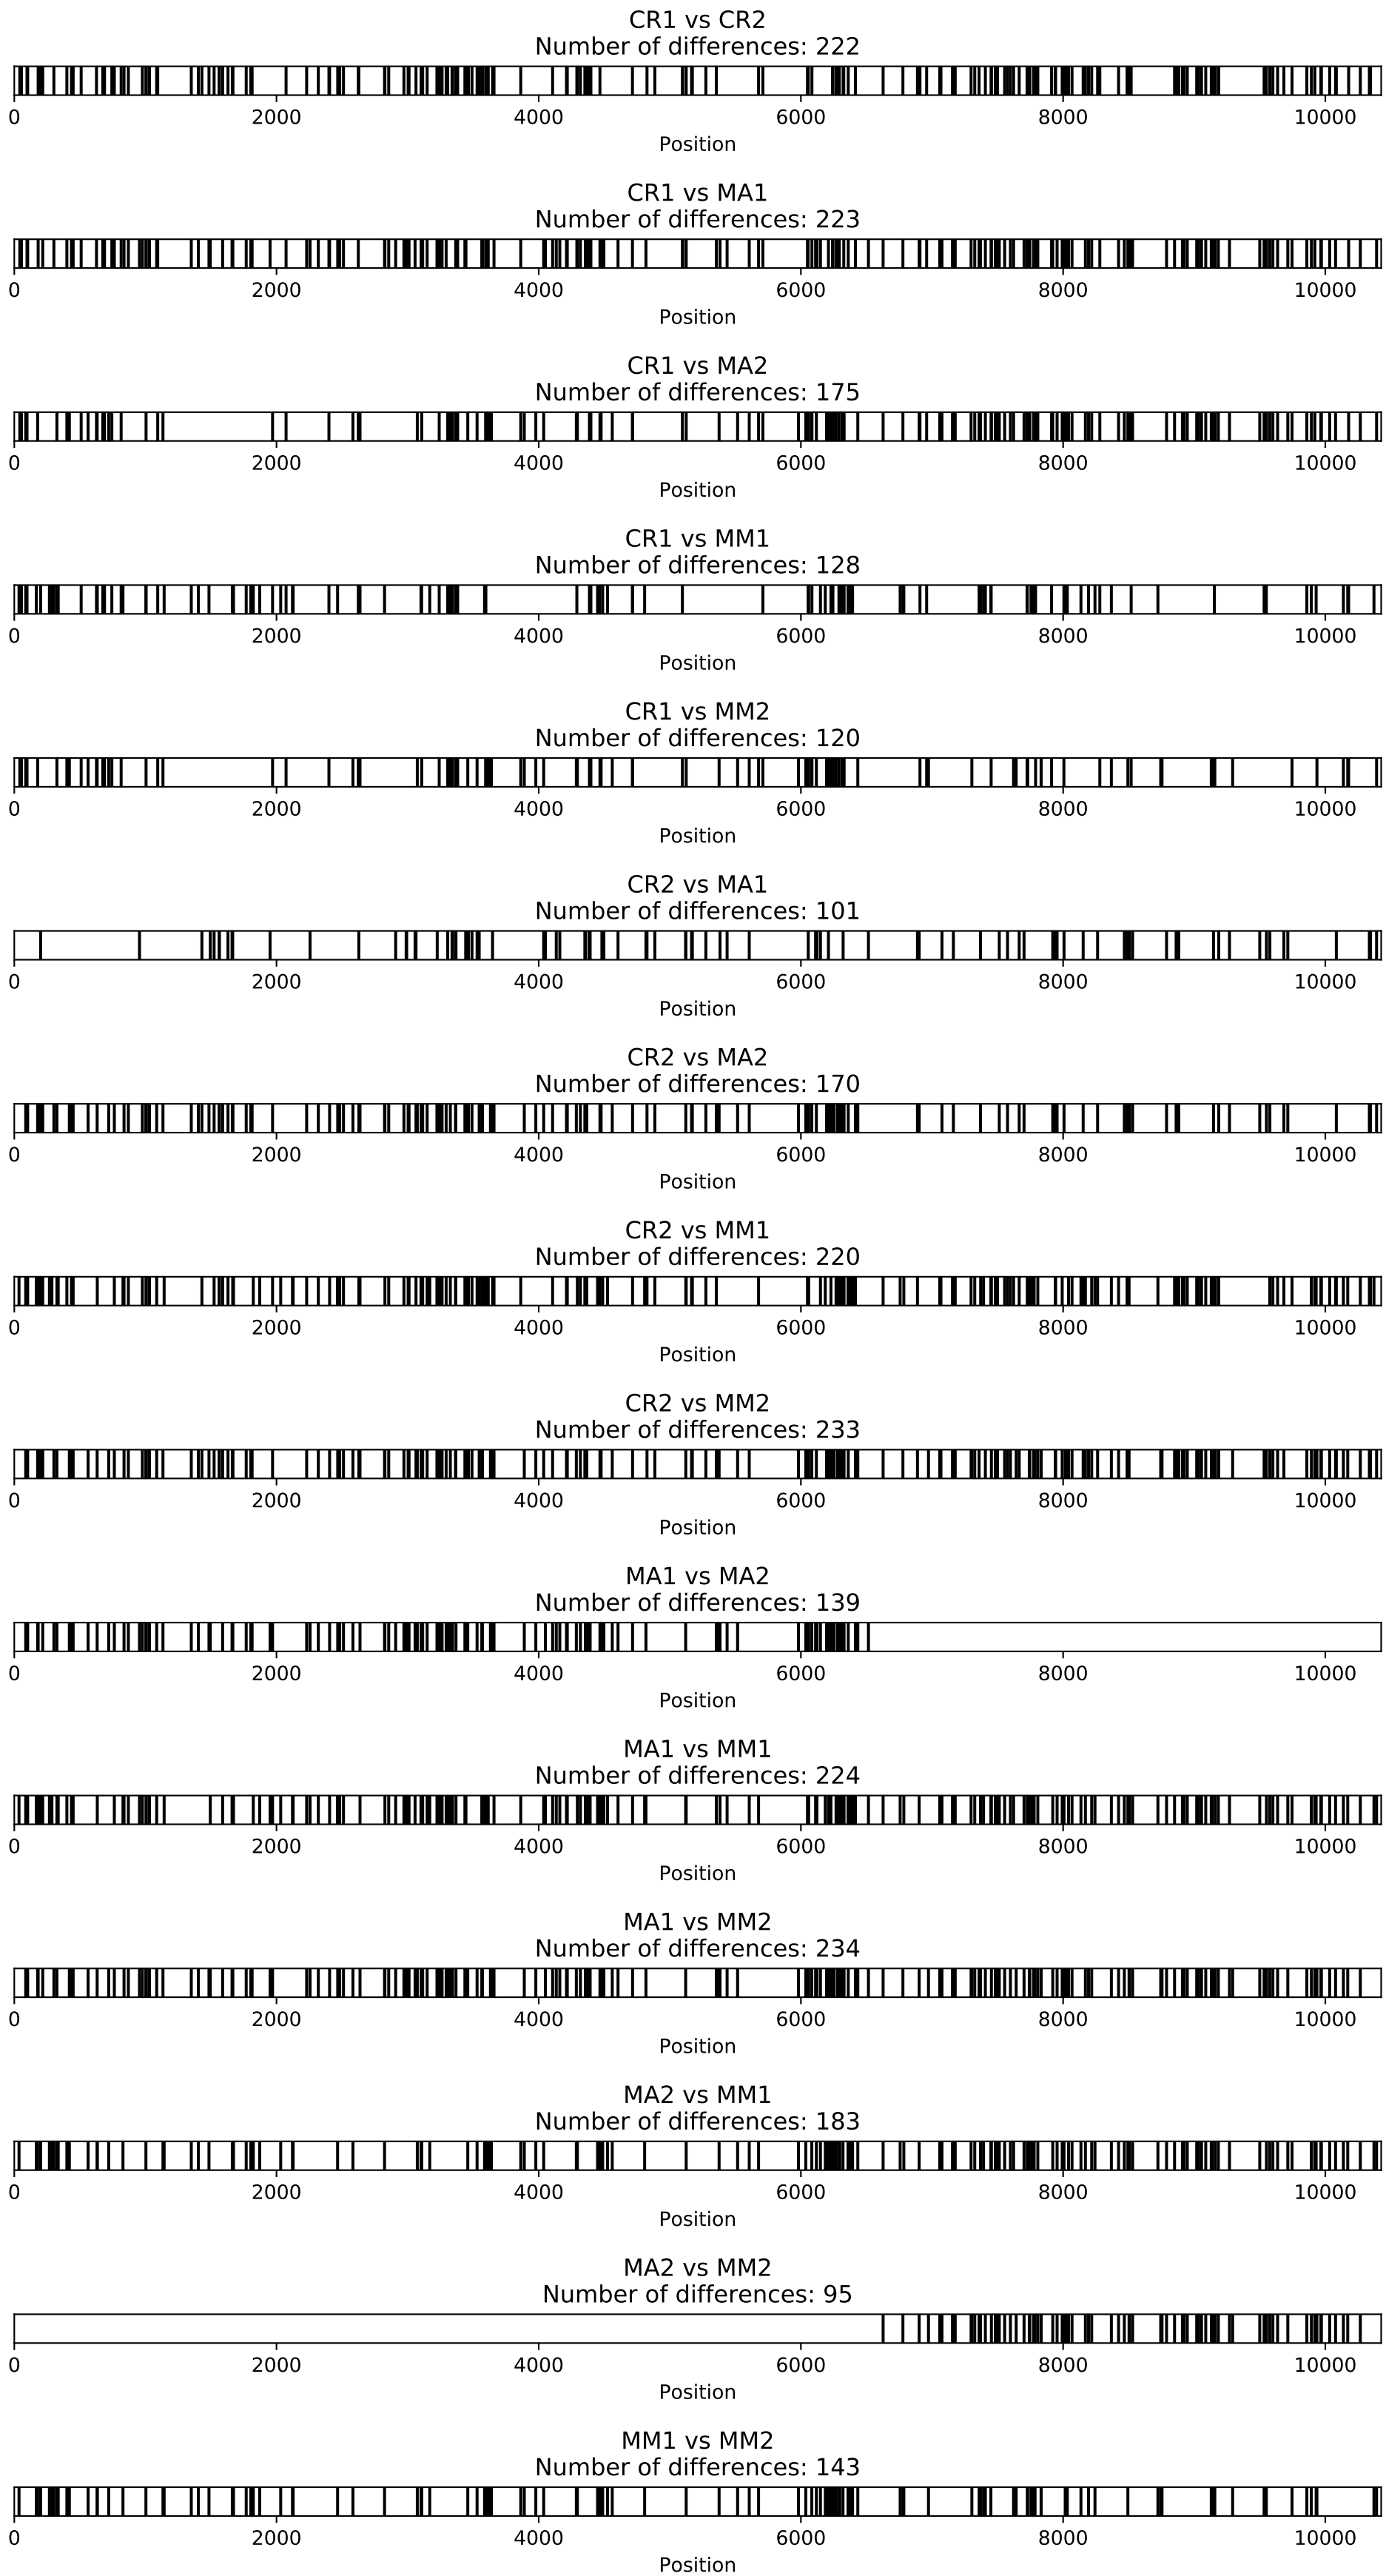 CR1 vs CR2
Number of differences: 222
0 2000 4000 6000 8000 10000
Position
CR1 vs MA1
Number of differences: 223
0 2000 4000 6000 8000 10000
Position
CR1 vs MA2
Number of differences: 175
0 2000 4000 6000 8000 10000
Position
CR1 vs MM1
Number of differences: 128
0 2000 4000 6000 8000 10000
Position
CR1 vs MM2
Number of differences: 120
0 2000 4000 6000 8000 10000
Position
CR2 vs MA1
Number of differences: 101
0 2000 4000 6000 8000 10000
Position
CR2 vs MA2
Number of differences: 170
0 2000 4000 6000 8000 10000
Position
CR2 vs MM1
Number of differences: 220
0 2000 4000 6000 8000 10000
Position
CR2 vs MM2
Number of differences: 233
0 2000 4000 6000 8000 10000
Position
MA1 vs MA2
Number of differences: 139
0 2000 4000 6000 8000 10000
Position
MA1 vs MM1
Number of differences: 224
0 2000 4000 6000 8000 10000
Position
MA1 vs MM2
Number of differences: 234
0 2000 4000 6000 8000 10000
Position
MA2 vs MM1
Number of differences: 183
0 2000 4000 6000 8000 10000
Position
MA2 vs MM2
Number of differences: 95
0 2000 4000 6000 8000 10000
Position
MM1 vs MM2
Number of differences: 143
0 2000 4000 6000 8000 10000
Position